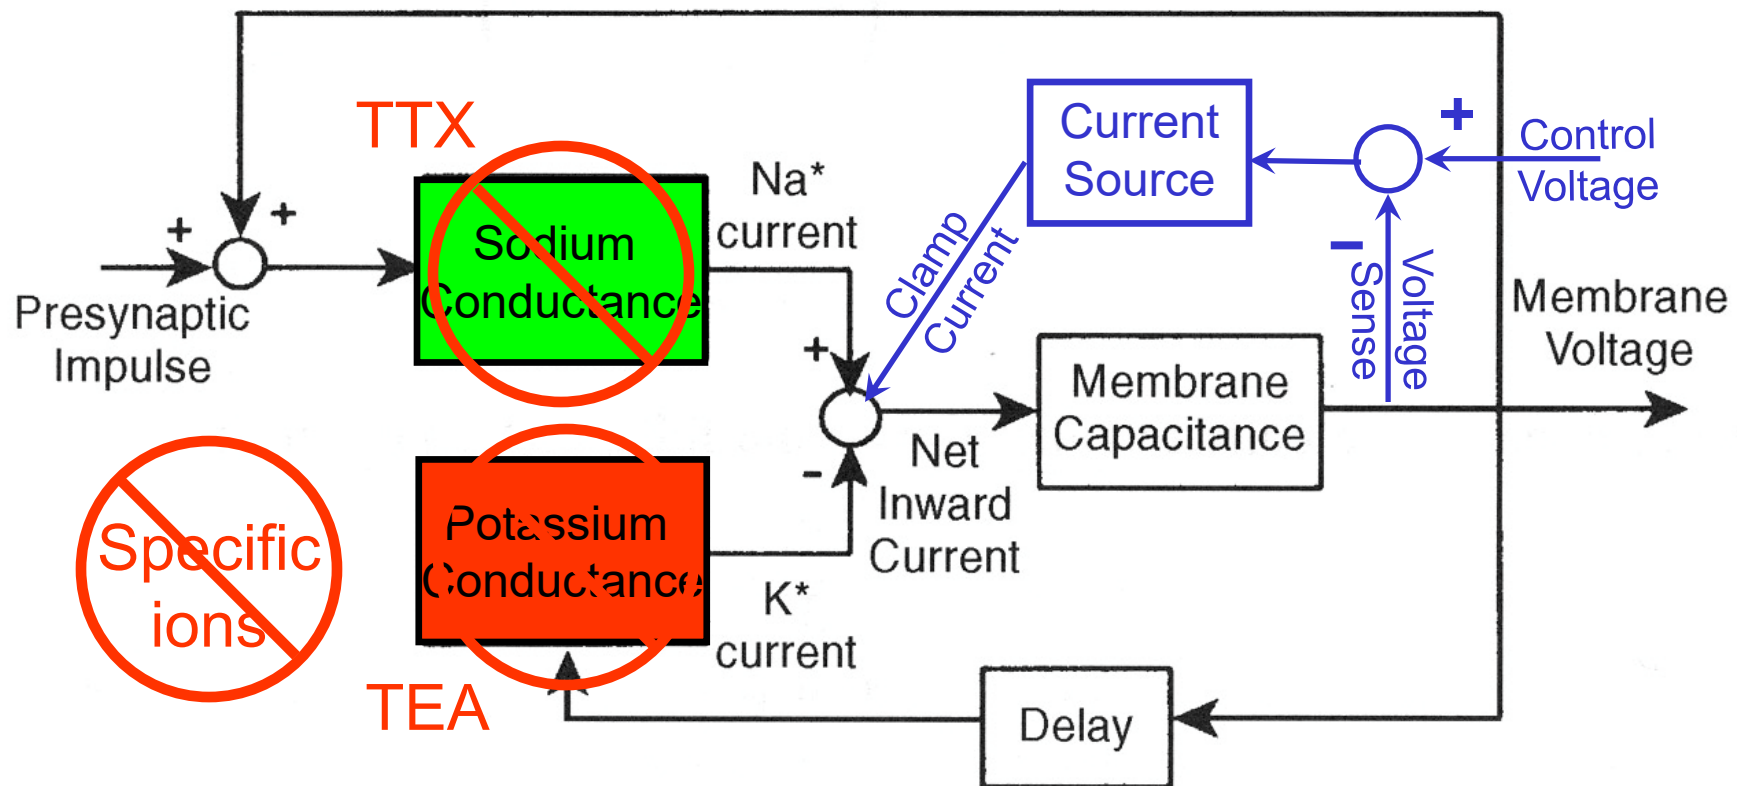 TTX
+
+
Presynaptic
Impulse
Sodium
Conductance
Na*
current
Current
Source
+
Control
Voltage
Clamp
Current
-
Voltage
Sense
Membrane
Voltage
+
-
Net
Inward
Current
Membrane
Capacitance
Specific
ions
Potassium
Conductance
K*
current
TEA
Delay